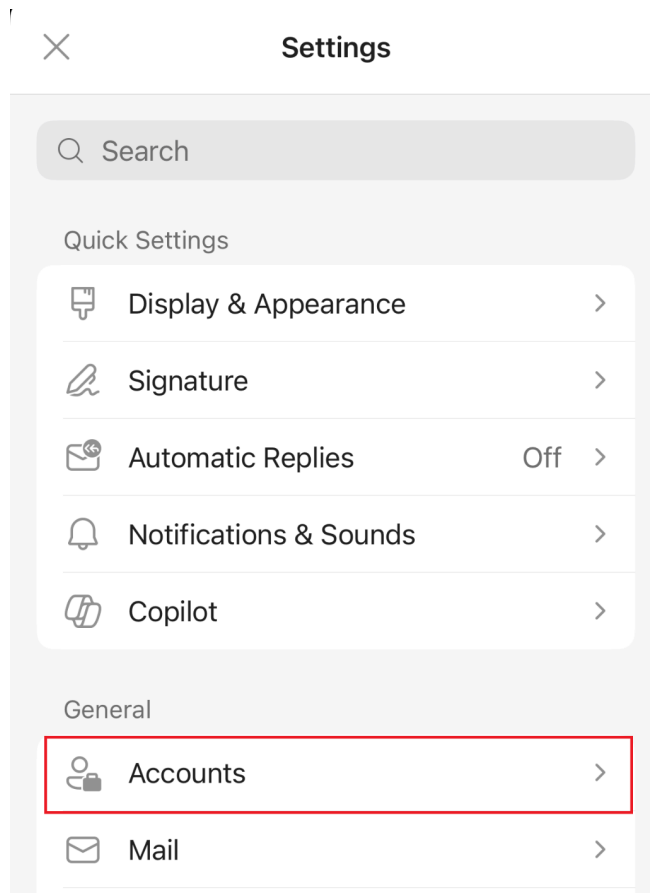 Settings
Search
Quick Settings
Display & Appearance
Signature
Automatic Replies Off
Notifications & Sounds
Copilot
General
Accounts
Mail